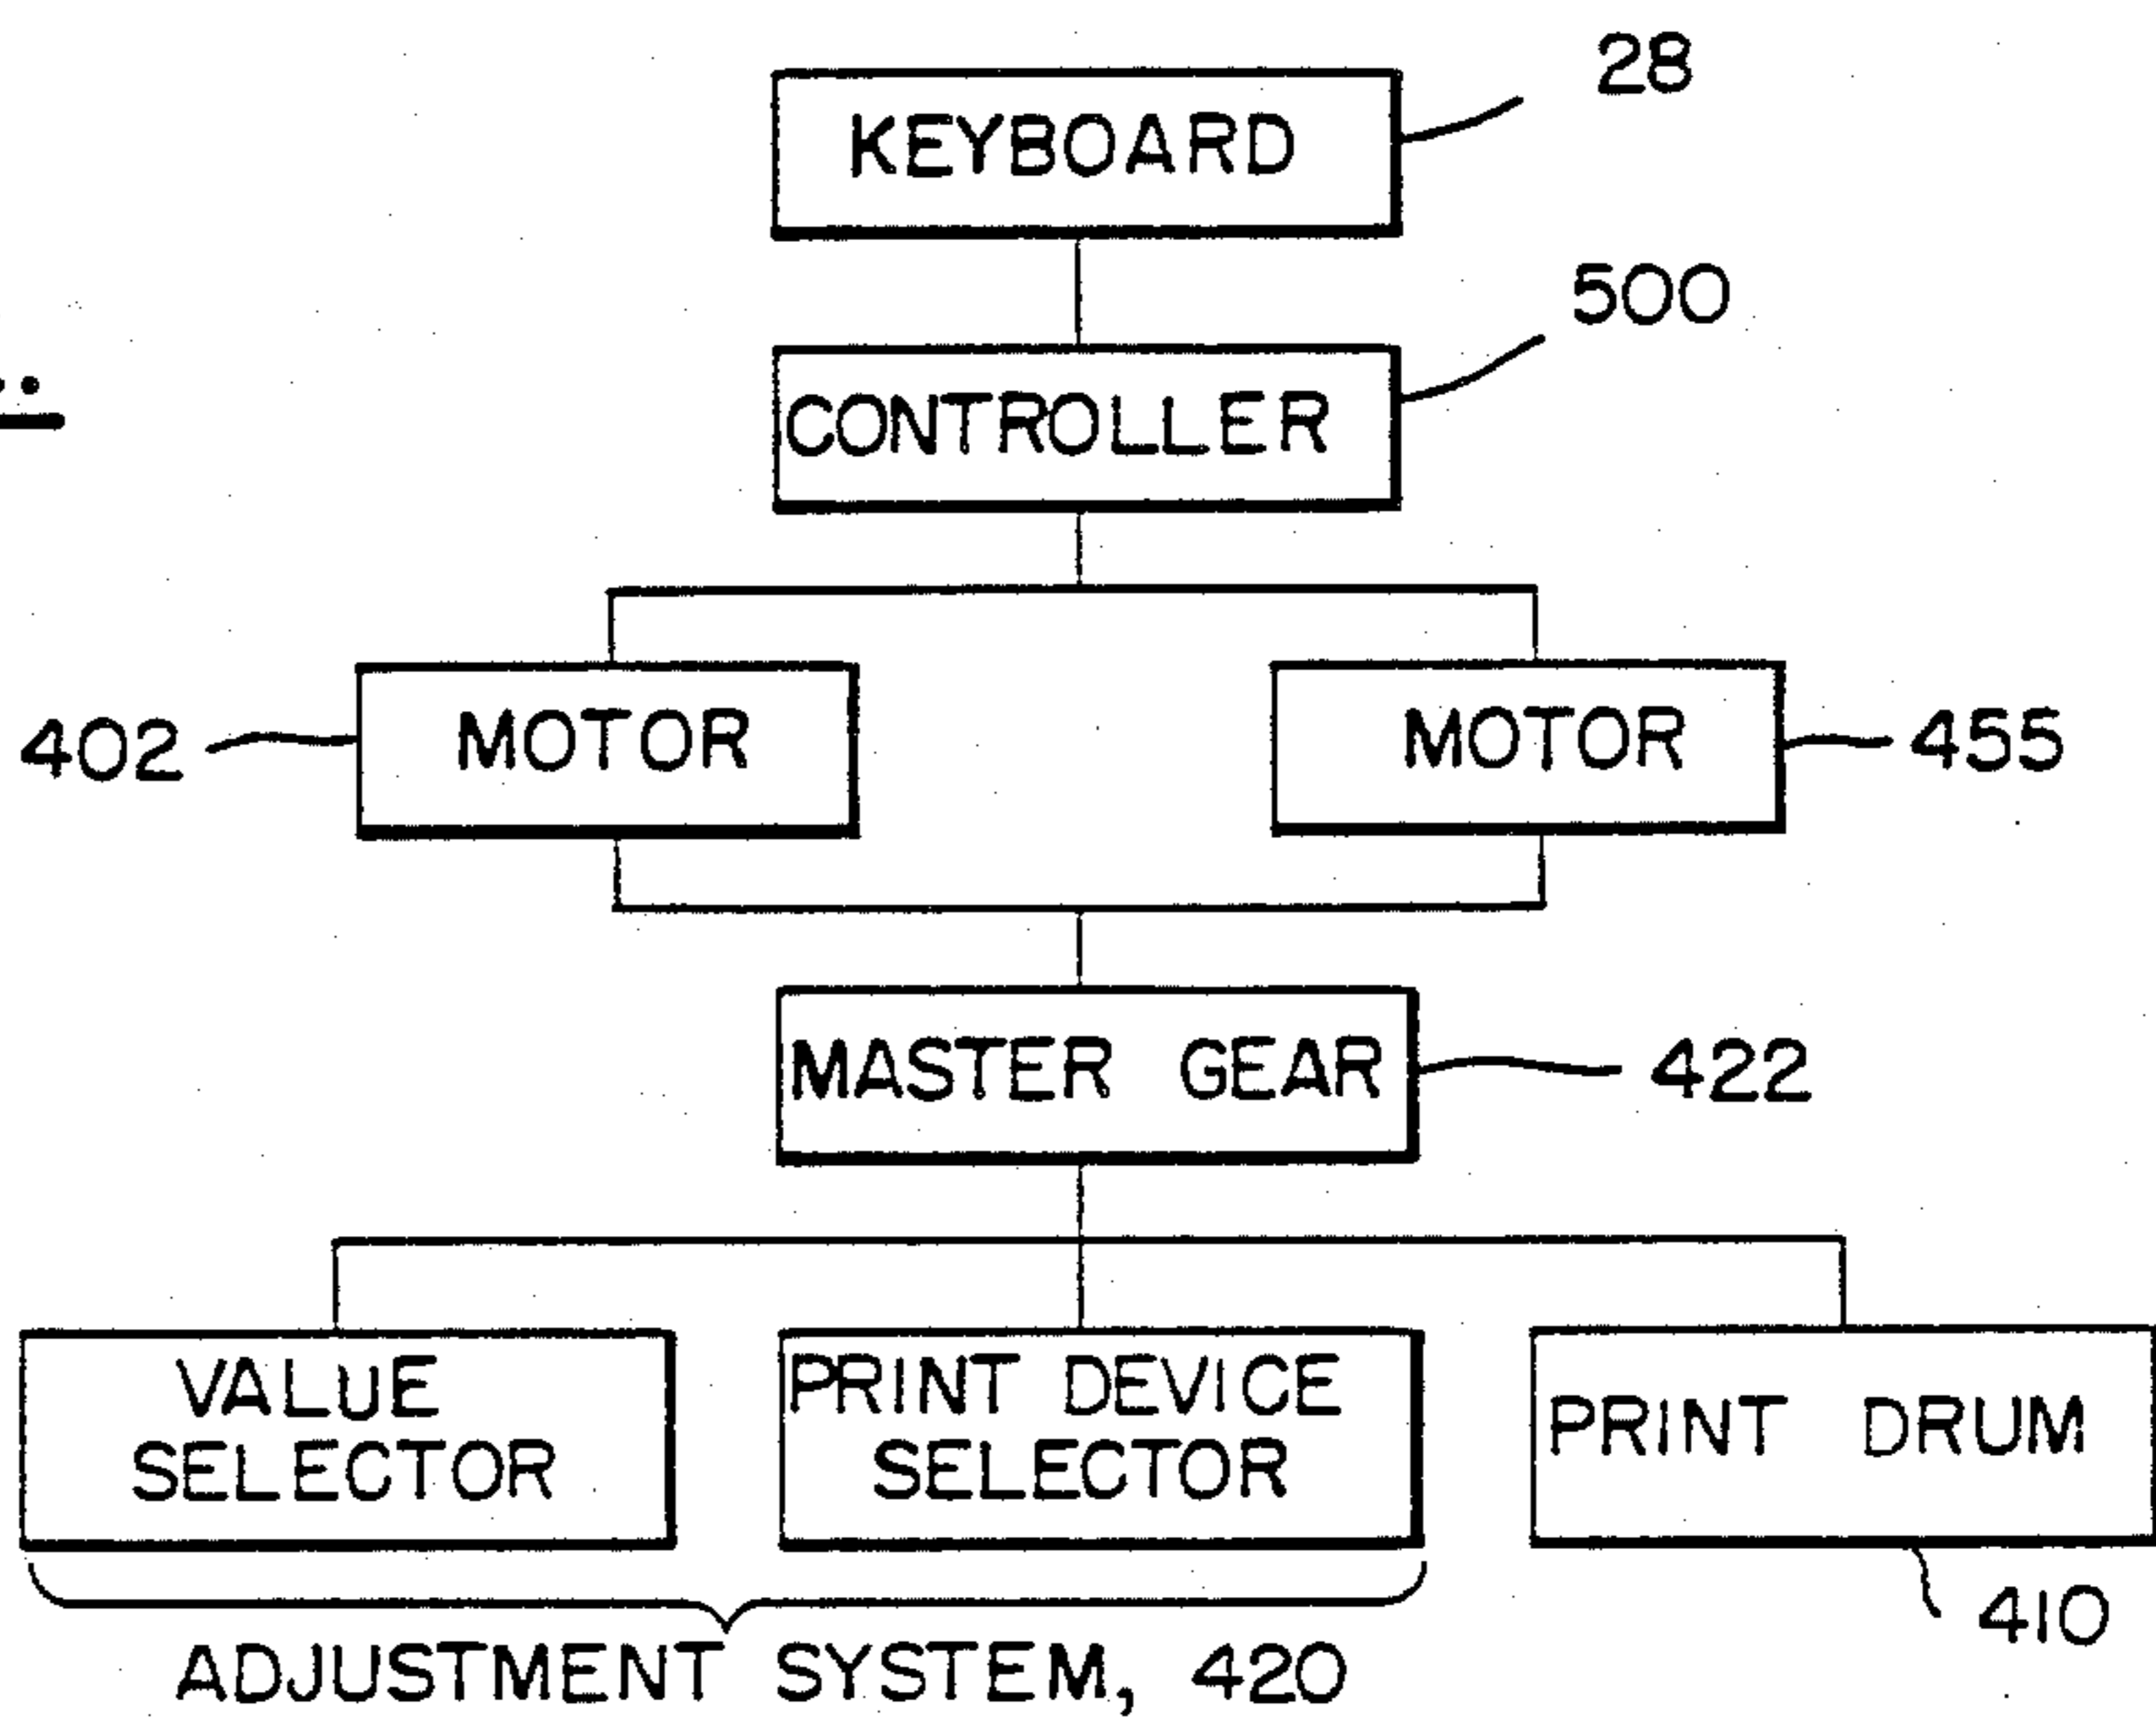 28
KEYBOARD
500
CONTROLLER
402
MOTOR
MOTOR
455
MASTER GEAR
422
VALUE
SELECTOR
PRINT DEVICE
SELECTOR
PRINT DRUM
410
ADJUSTMENT SYSTEM, 420